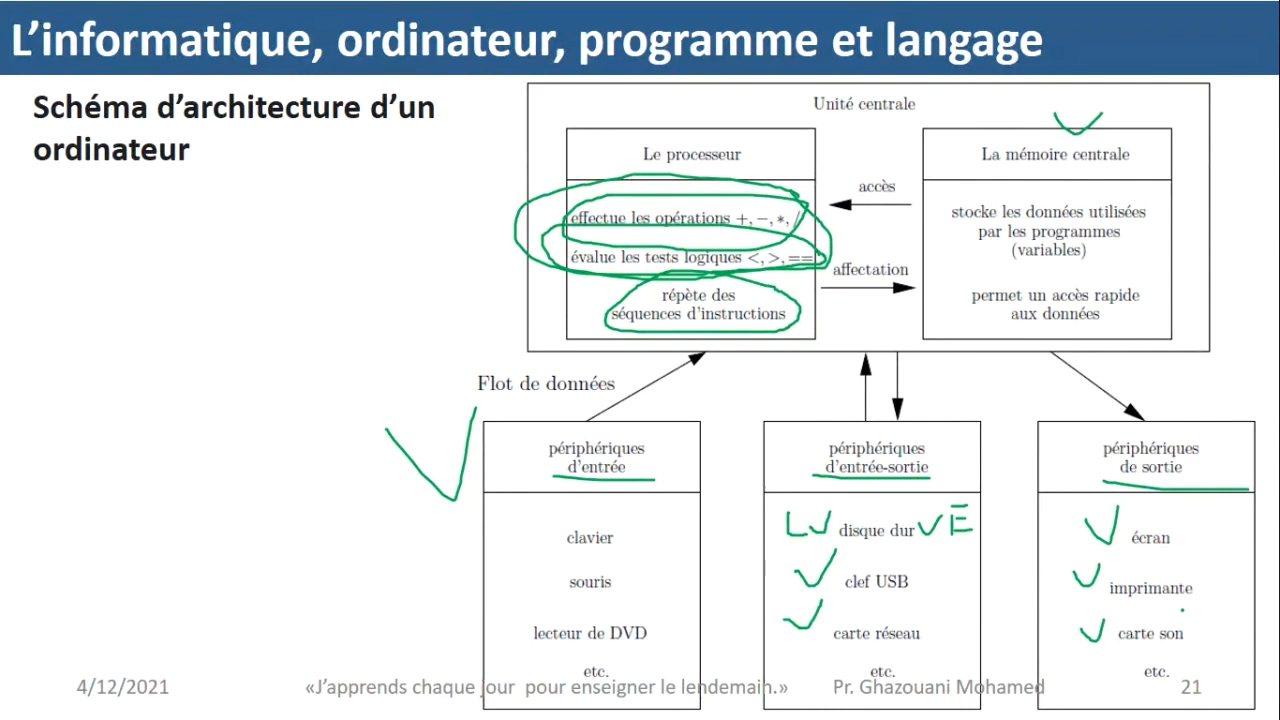 L’informatique, ordinateur, programme et langage
Schéma d’architecture d’un
ordinateur
Unité centrale
Le processeur
effectue les opérations +, −, *, /
évalue les tests logiques <, >, ==
répète des
séquences d’instructions
accès
affectation
La mémoire centrale
stocke les données utilisées
par les programmes
(variables)
permet un accès rapide
aux données
Flot de données
périphériques
d’entrée
clavier
souris
lecteur de DVD
etc.
périphériques
d’entrée-sortie
L disque dur E
clef USB
carte réseau
etc.
périphériques
de sortie
écran
imprimante
carte son
etc.
4/12/2021
«J’apprends chaque jour pour enseigner le lendemain.»
Pr. Ghazouani Mohamed
21